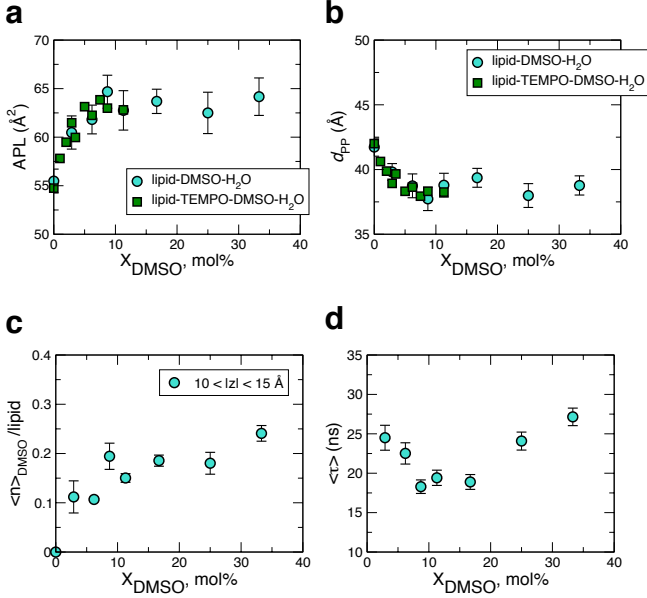 a
70
65
60
55
50
APL (Å²)
lipid-DMSO-H₂O
lipid-TEMPO-DMSO-H₂O
0 10 20 30 40
X_DMSO, mol%
b
50
45
40
35
d_PP (Å)
lipid-DMSO-H₂O
lipid-TEMPO-DMSO-H₂O
0 10 20 30 40
X_DMSO, mol%
c
0.4
0.3
0.2
0.1
0
<n>_DMSO/lipid
10 < |z| < 15 Å
0 10 20 30 40
X_DMSO, mol%
d
35
30
25
20
15
10
<τ> (ns)
0 10 20 30 40
X_DMSO, mol%